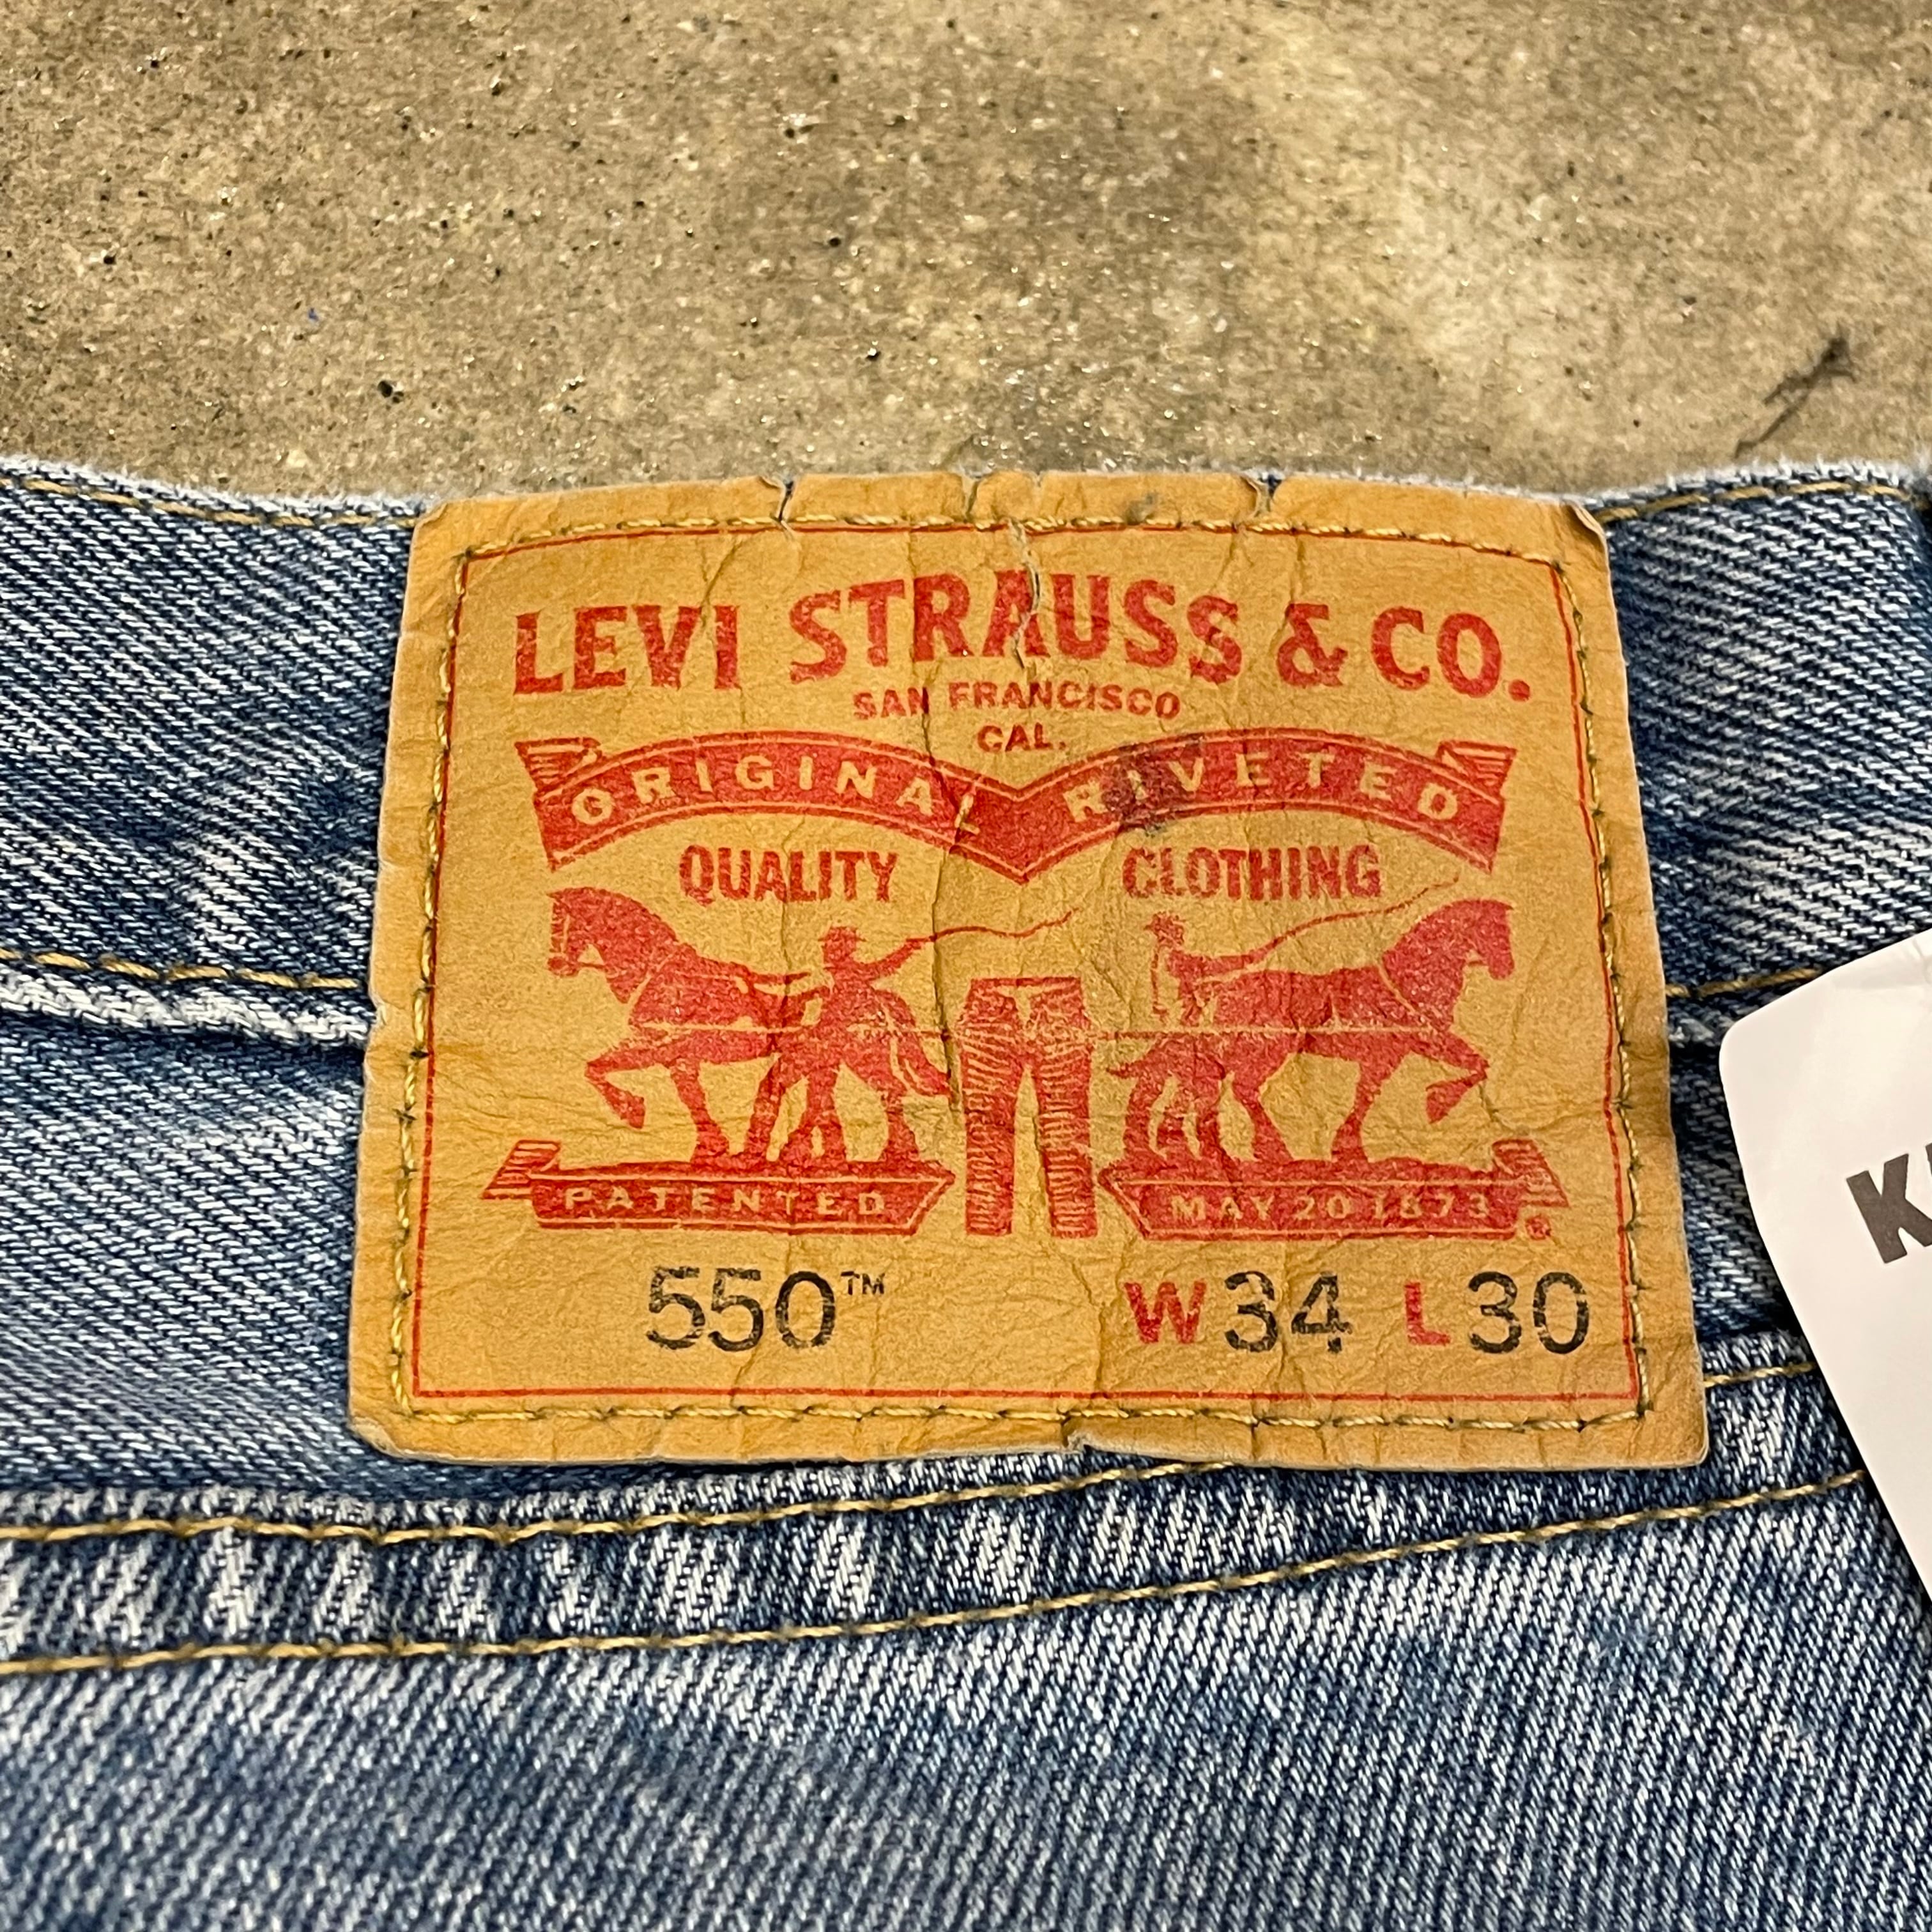 LEVI STRAUSS & CO.
SAN FRANCISCO
CAL.
ORIGINAL RIVETED
QUALITY CLOTHING
PATENTED MAY 20 1873
550™ W34 L30